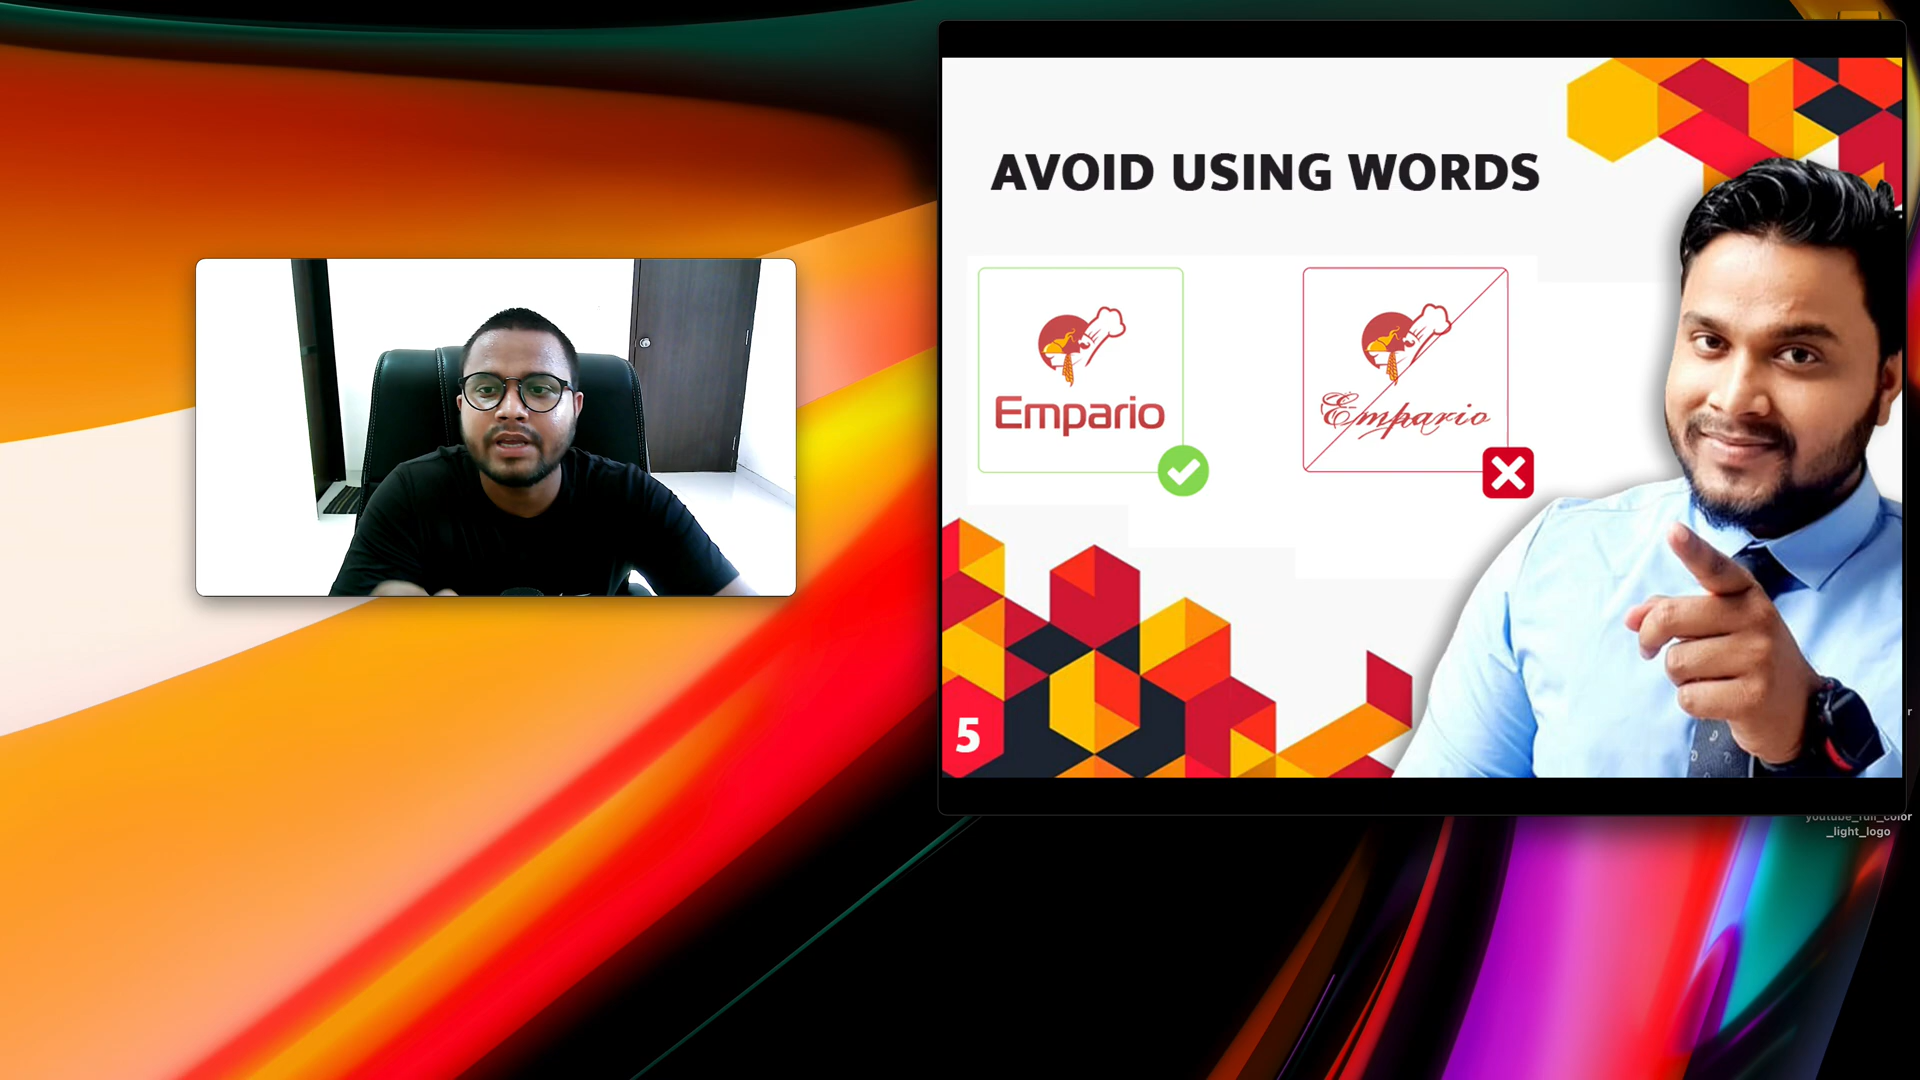 AVOID USING WORDS
Empario
Empario
5
r
youtube_full_color
_light_logo